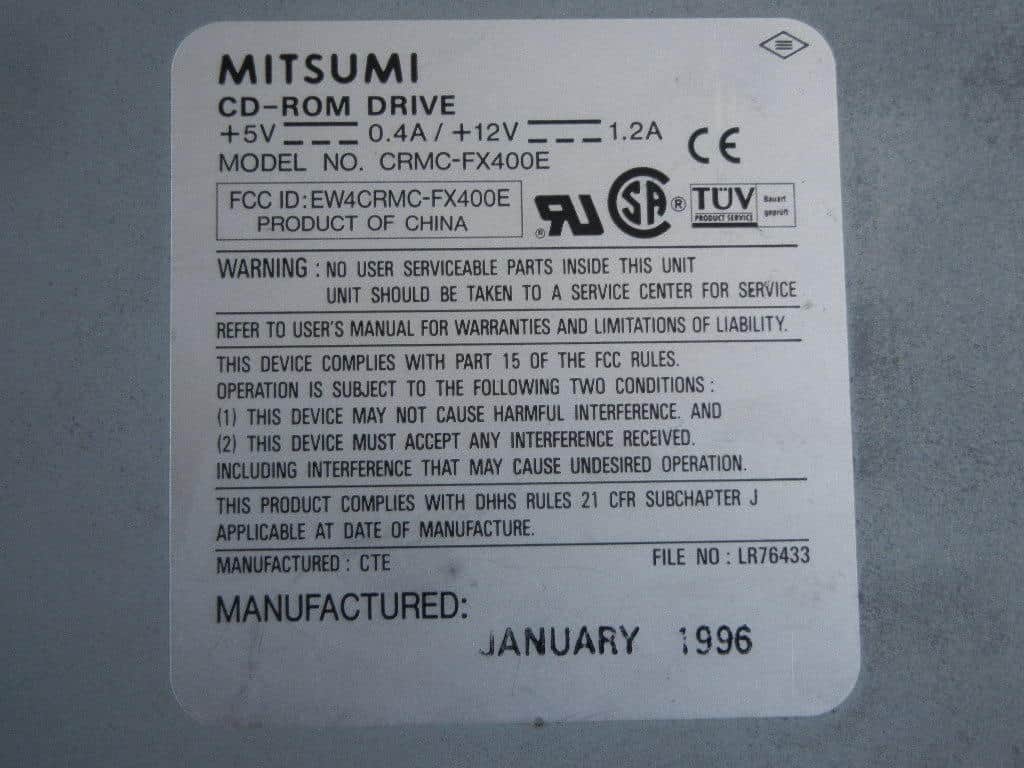 MITSUMI
CD-ROM DRIVE
+5V 0.4A / +12V 1.2A
MODEL NO. CRMC-FX400E
CE
FCC ID:EW4CRMC-FX400E
PRODUCT OF CHINA
RU ® SA ® TÜV
PRODUCT SERVICE
Bauart
geprüft
WARNING : NO USER SERVICEABLE PARTS INSIDE THIS UNIT
UNIT SHOULD BE TAKEN TO A SERVICE CENTER FOR SERVICE
REFER TO USER'S MANUAL FOR WARRANTIES AND LIMITATIONS OF LIABILITY.
THIS DEVICE COMPLIES WITH PART 15 OF THE FCC RULES.
OPERATION IS SUBJECT TO THE FOLLOWING TWO CONDITIONS :
(1) THIS DEVICE MAY NOT CAUSE HARMFUL INTERFERENCE. AND
(2) THIS DEVICE MUST ACCEPT ANY INTERFERENCE RECEIVED.
INCLUDING INTERFERENCE THAT MAY CAUSE UNDESIRED OPERATION.
THIS PRODUCT COMPLIES WITH DHHS RULES 21 CFR SUBCHAPTER J
APPLICABLE AT DATE OF MANUFACTURE.
MANUFACTURED : CTE FILE NO : LR76433
MANUFACTURED:
JANUARY 1996